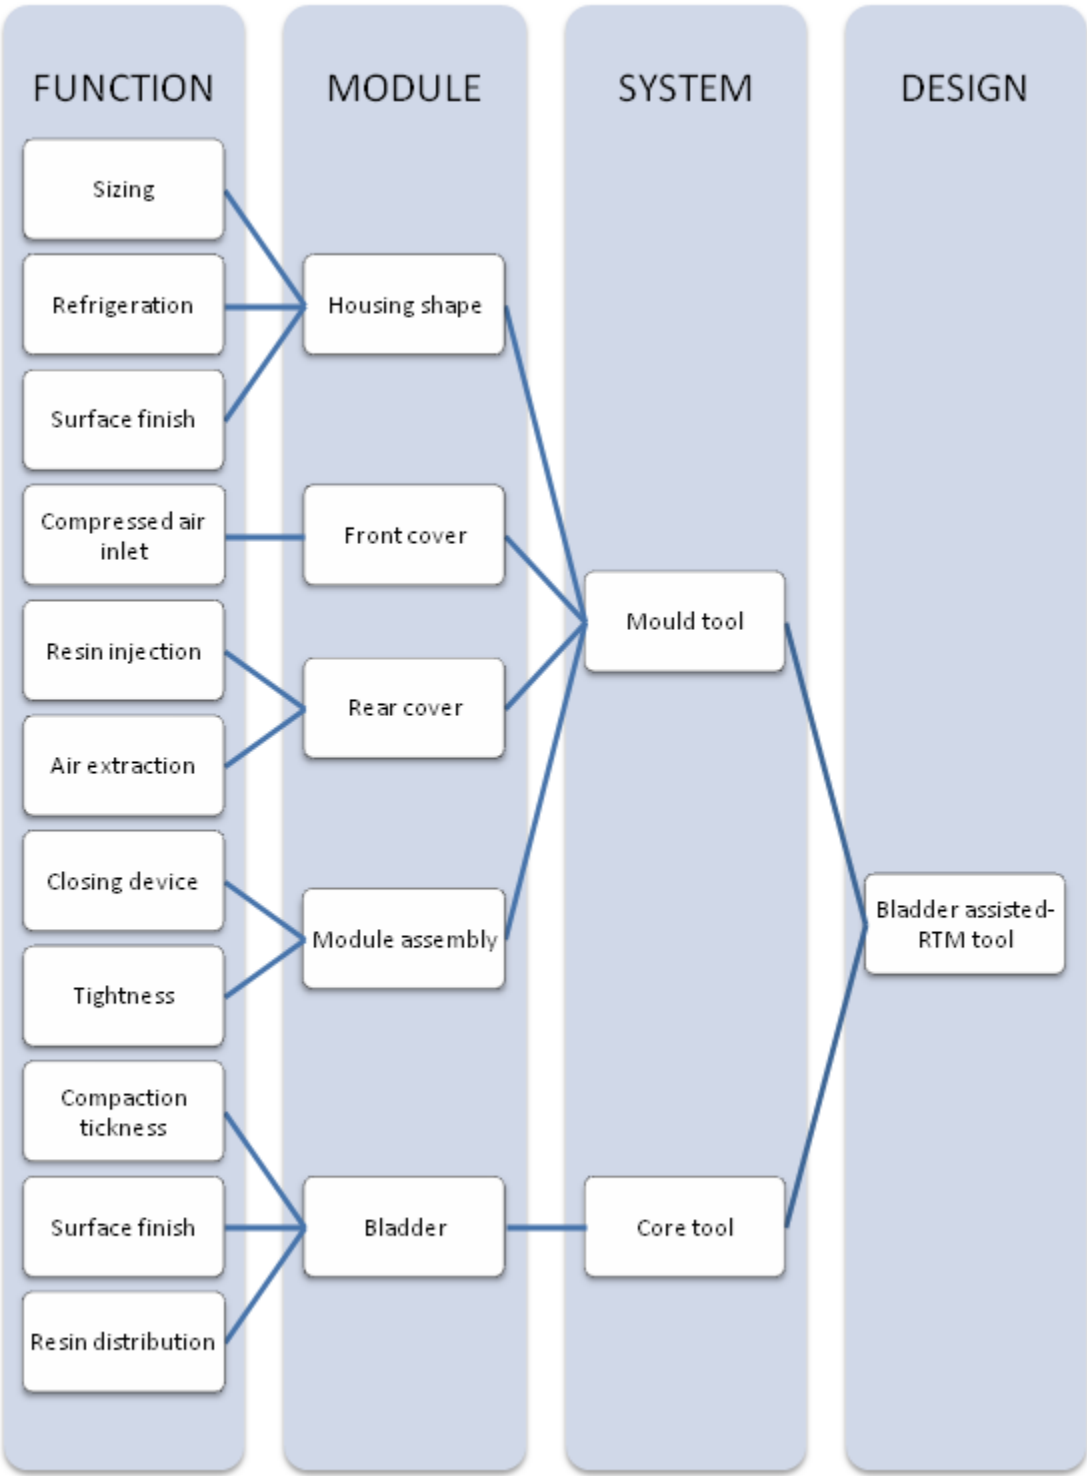 FUNCTION
MODULE
SYSTEM
DESIGN
Sizing
Refrigeration
Surface finish
Compressed air
inlet
Resin injection
Air extraction
Closing device
Tightness
Compaction
tickness
Surface finish
Resin distribution
Housing shape
Front cover
Rear cover
Module assembly
Bladder
Mould tool
Core tool
Bladder assisted-
RTM tool